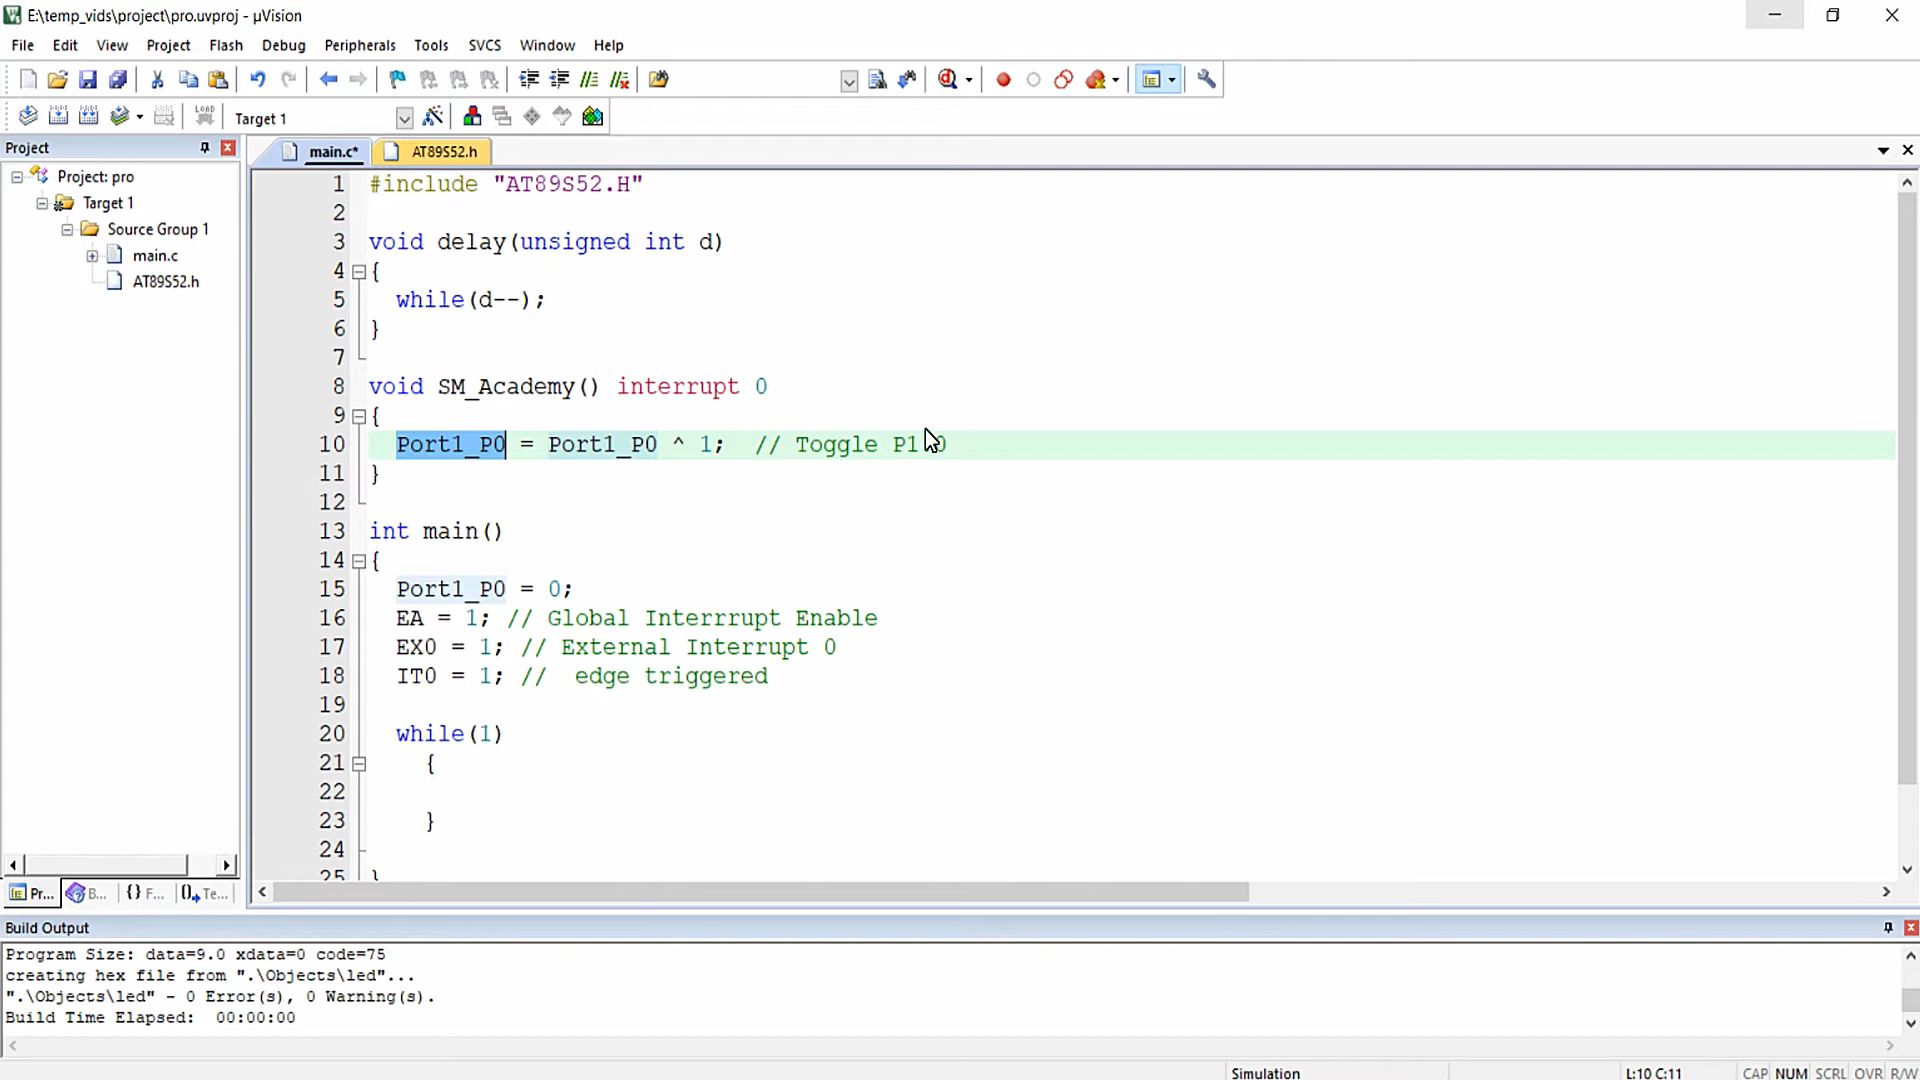 E:\temp_vids\project\pro.uvproj - µVision
File Edit View Project Flash Debug Peripherals Tools SVCS Window Help
LOAD Target 1
Project
main.c* AT89S52.h
Project: pro
Target 1
Source Group 1
main.c
AT89S52.h
1 #include "AT89S52.H"
2
3 void delay(unsigned int d)
4 {
5 while(d--);
6 }
7
8 void SM_Academy() interrupt 0
9 {
10 Port1_P0 = Port1_P0 ^ 1; // Toggle P1.0
11 }
12
13 int main()
14 {
15 Port1_P0 = 0;
16 EA = 1; // Global Interrrupt Enable
17 EX0 = 1; // External Interrupt 0
18 IT0 = 1; // edge triggered
19
20 while(1)
21 {
22
23 }
24
25 }
Pr... B... {} F... Te...
Build Output
Program Size: data=9.0 xdata=0 code=75
creating hex file from ".\Objects\led"...
".\Objects\led" - 0 Error(s), 0 Warning(s).
Build Time Elapsed: 00:00:00
Simulation L:10 C:11 CAP NUM SCRL OVR R/W